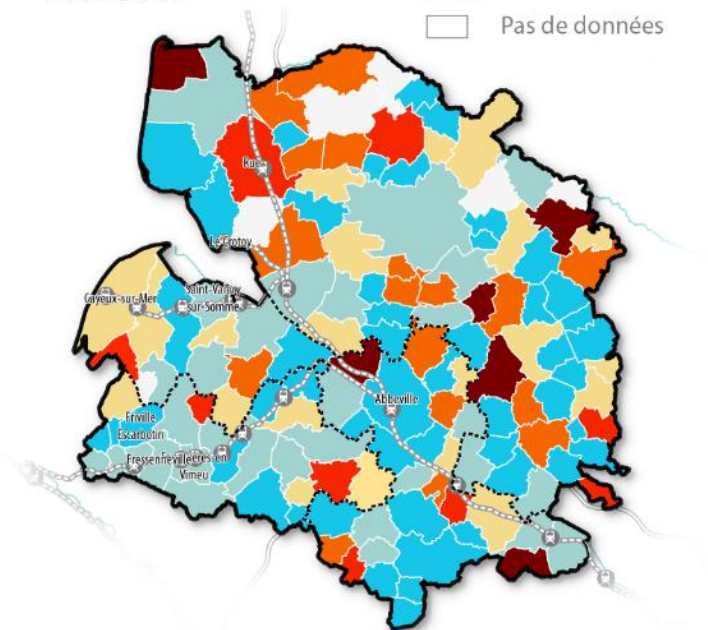 Pas de données
Rue
Le Crotoy
Cayeux-sur-Mer
Saint-Valery
sur-Somme
Abbeville
Friville
Escarbotin
Fressenneville
Feuquières-en
Vimeu